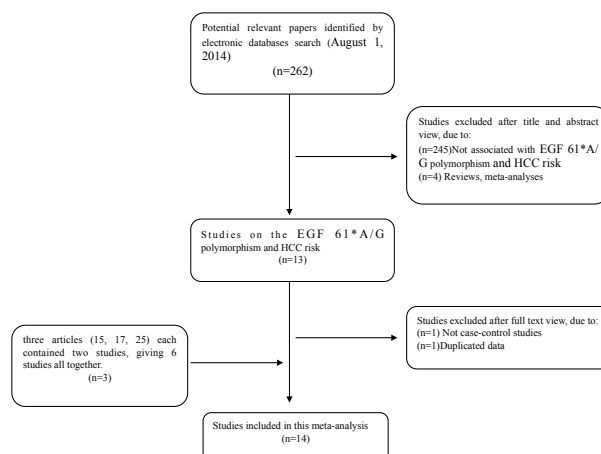 Potential relevant papers identified by
electronic databases search (August 1,
2014)
(n=262)
Studies excluded after title and abstract
view, due to:
(n=245)Not associated with EGF 61*A/
G polymorphism and HCC risk
(n=4) Reviews, meta-analyses
Studies on the EGF 61*A/G
polymorphism and HCC risk
(n=13)
Studies excluded after full text view, due to:
(n=1) Not case-control studies
(n=1)Duplicated data
three articles (15, 17, 25) each
contained two studies, giving 6
studies all together.
(n=3)
Studies included in this meta-analysis
(n=14)